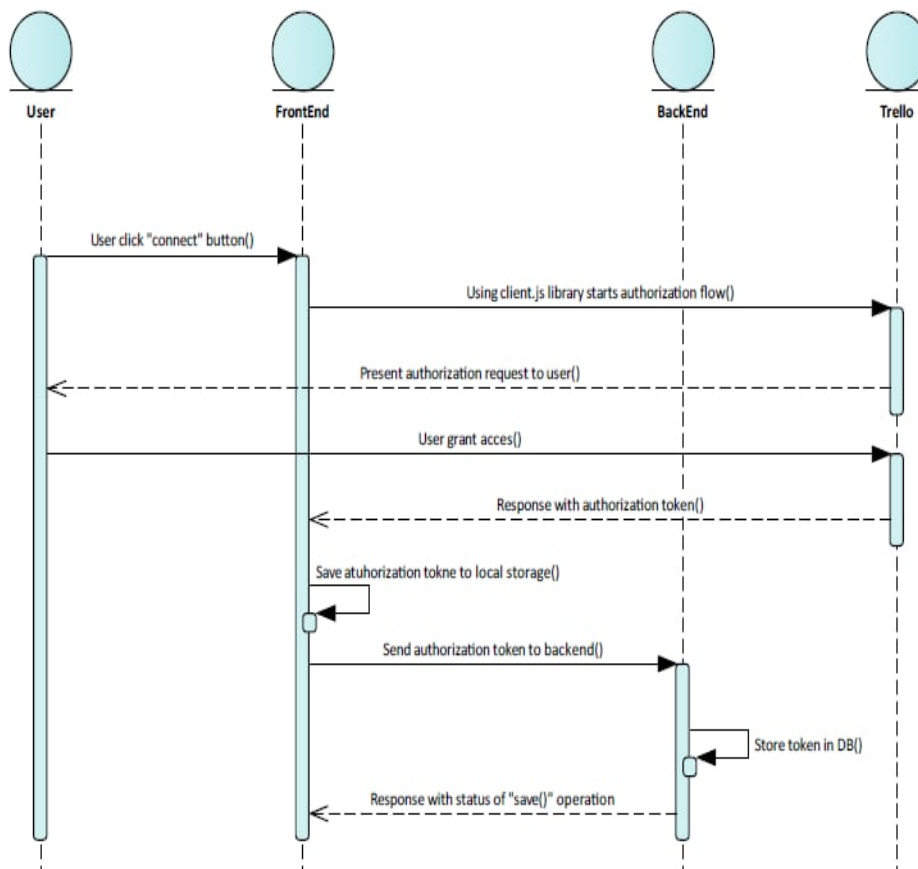 User
FrontEnd
BackEnd
Trello
User click "connect" button()
Using client.js library starts authorization flow()
Present authorization request to user()
User grant acces()
Response with authorization token()
Save atuhorization tokne to local storage()
Send authorization token to backend()
Store token in DB()
Response with status of "save()" operation